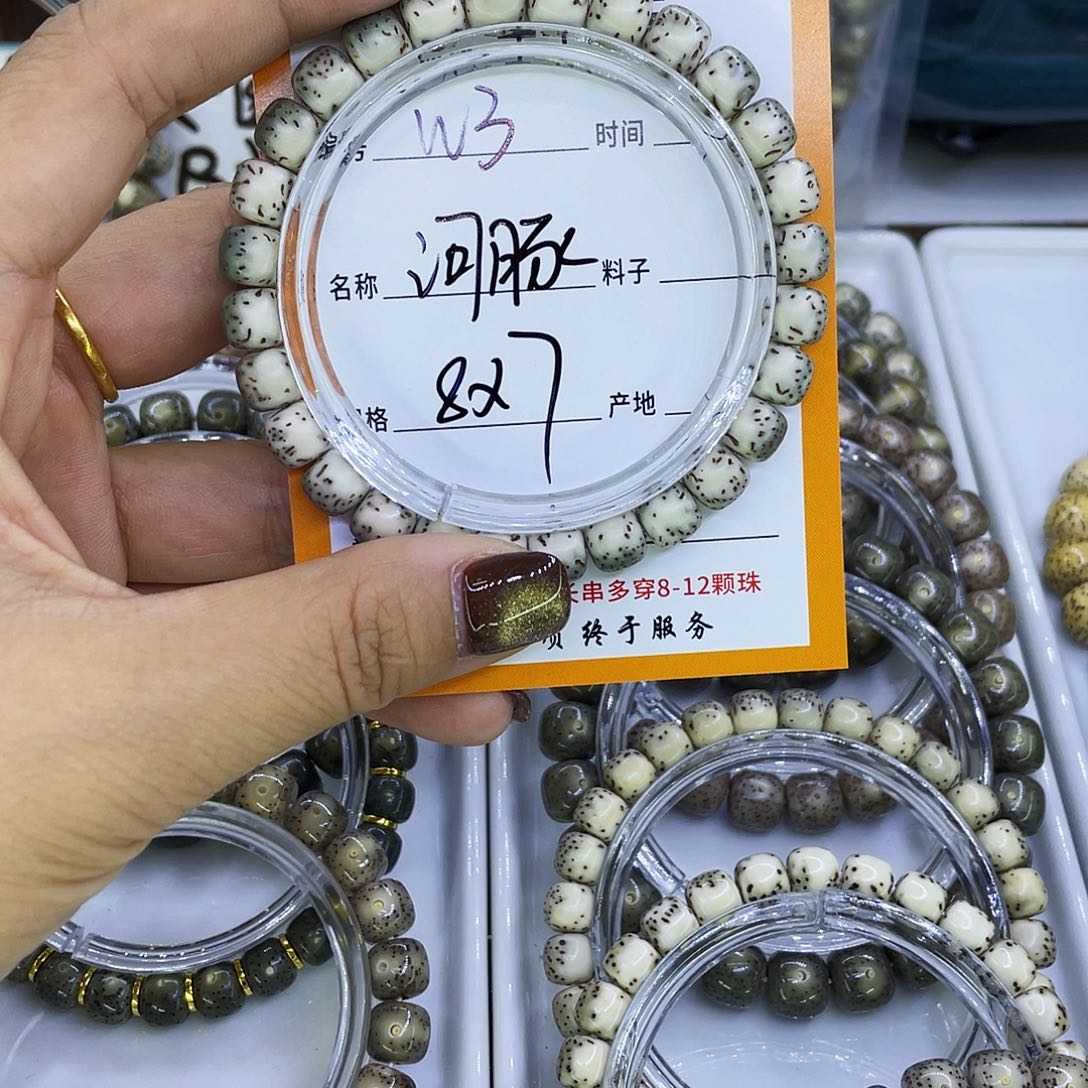 W3 时间
名称 河豚 料子
格 8x7 产地
串多穿8-12颗珠
终于服务